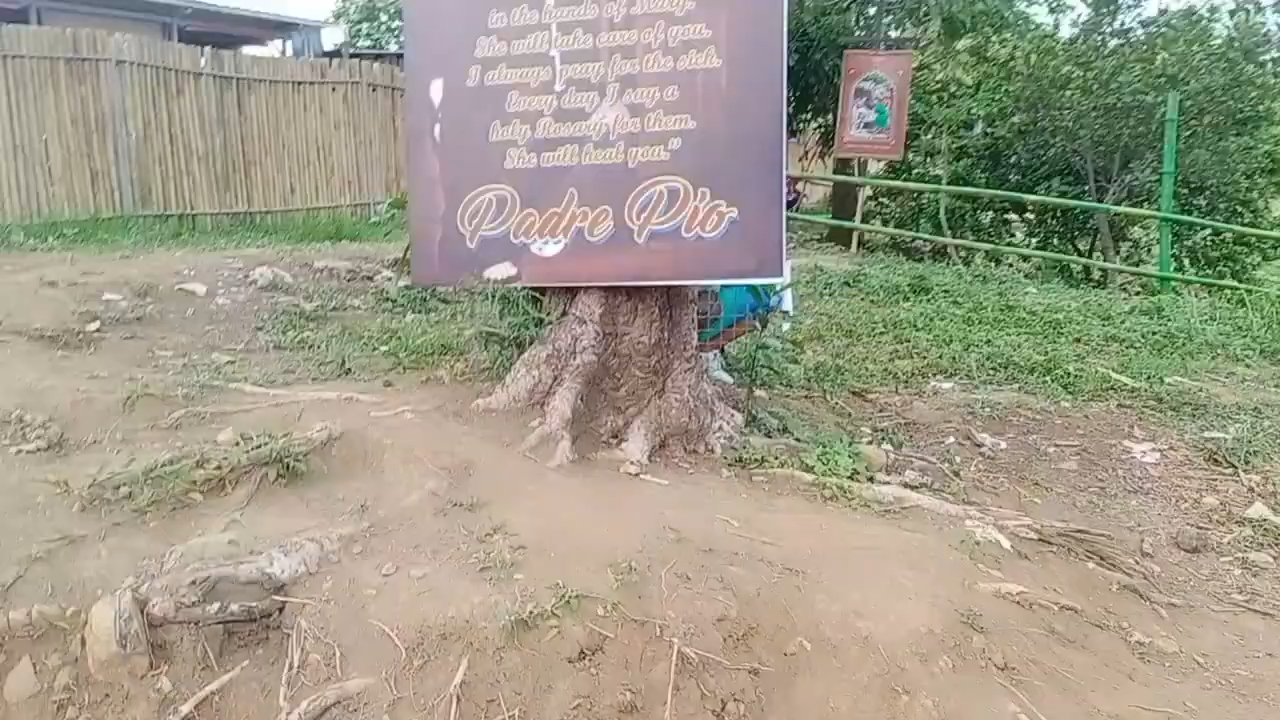 in the hands of Mary.
She will take care of you.
I always pray for the sick.
Every day I say a
holy Rosary for them.
She will heal you."
Padre Pio